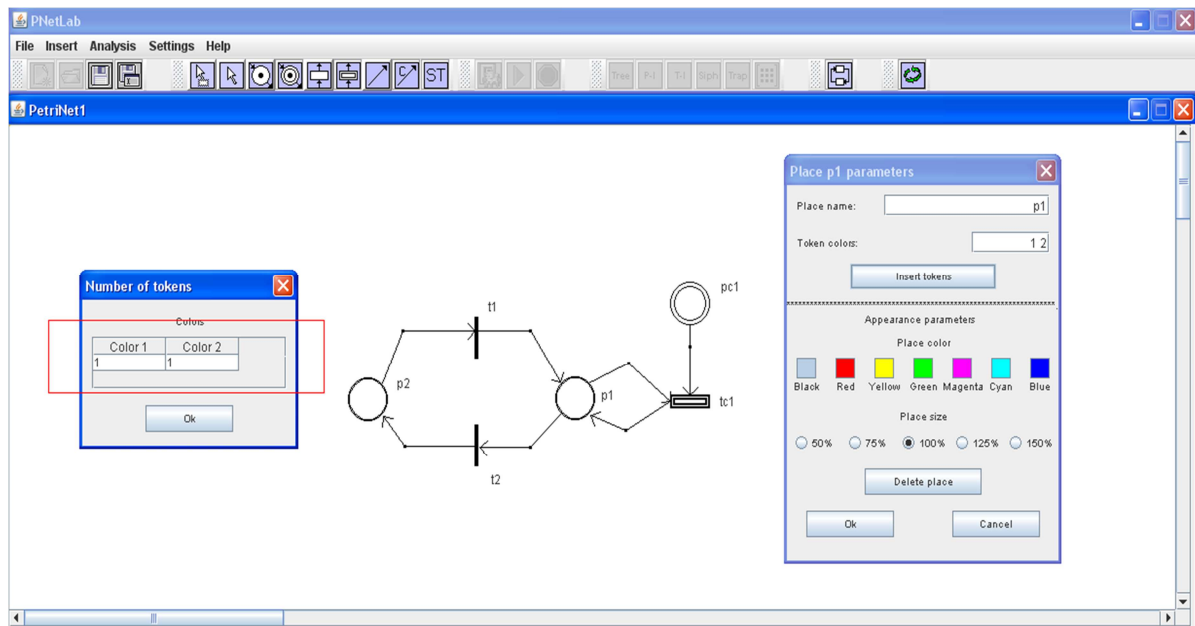 PNetLab
File Insert Analysis Settings Help
ST
Tree P-I T-I Siph Trap
PetriNet1
Number of tokens
Colors
Color 1 Color 2
1 1
Ok
t1
p2
p1
t2
pc1
tc1
Place p1 parameters
Place name: p1
Token colors: 1 2
Insert tokens
Appearance parameters
Place color
Black Red Yellow Green Magenta Cyan Blue
Place size
50% 75% 100% 125% 150%
Delete place
Ok Cancel